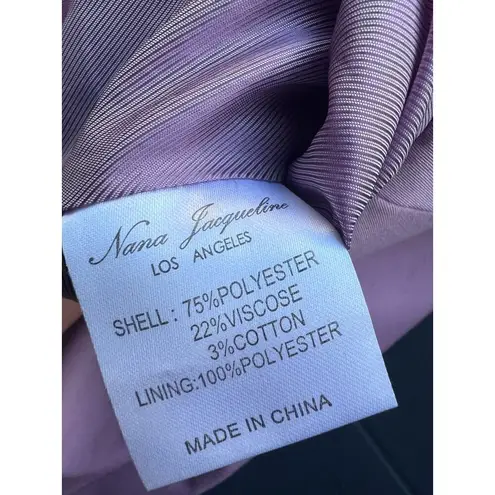 Nana Jacqueline
LOS ANGELES
SHELL : 75%POLYESTER
22%VISCOSE
3%COTTON
LINING:100%POLYESTER
MADE IN CHINA